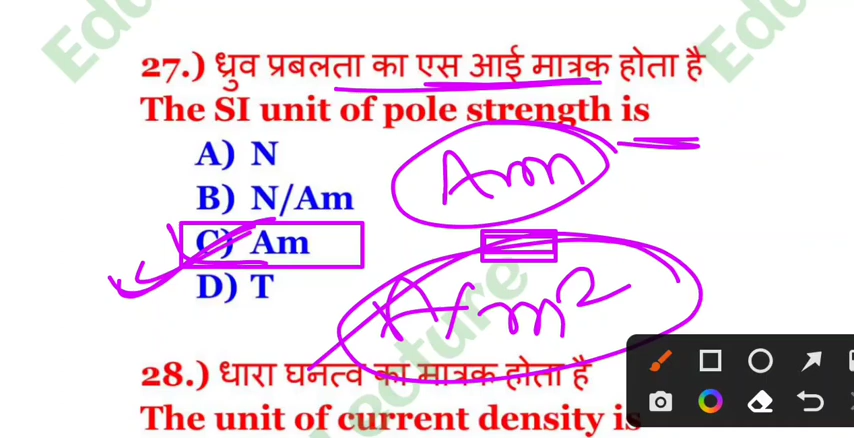 27.) ध्रुव प्रबलता का एस आई मात्रक होता है
The SI unit of pole strength is
A) N
Am
B) N/Am
C) Am
D) T
A/m²
28.) धारा घनत्व का मात्रक होता है
The unit of current density is